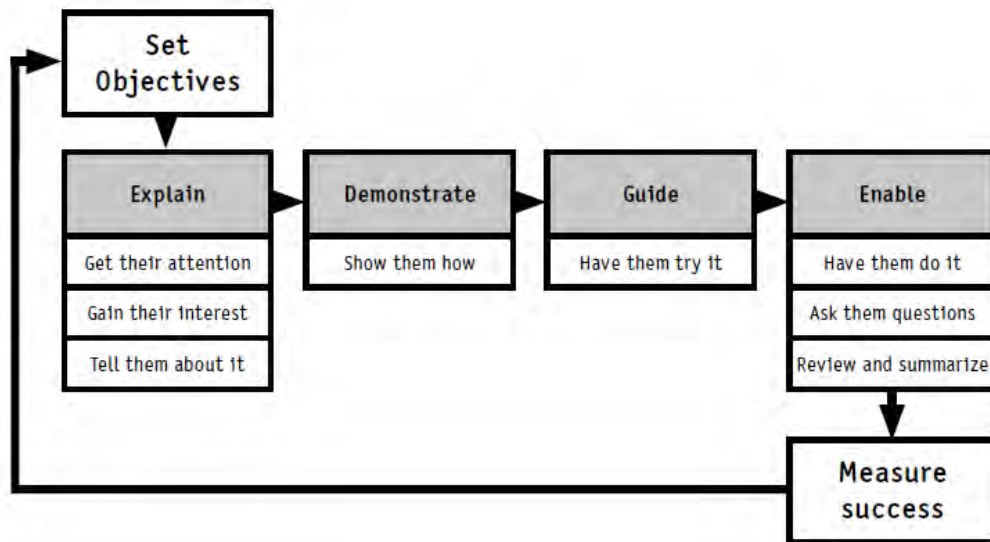 Set
Objectives
Explain
Get their attention
Gain their interest
Tell them about it
Demonstrate
Show them how
Guide
Have them try it
Enable
Have them do it
Ask them questions
Review and summarize
Measure
success